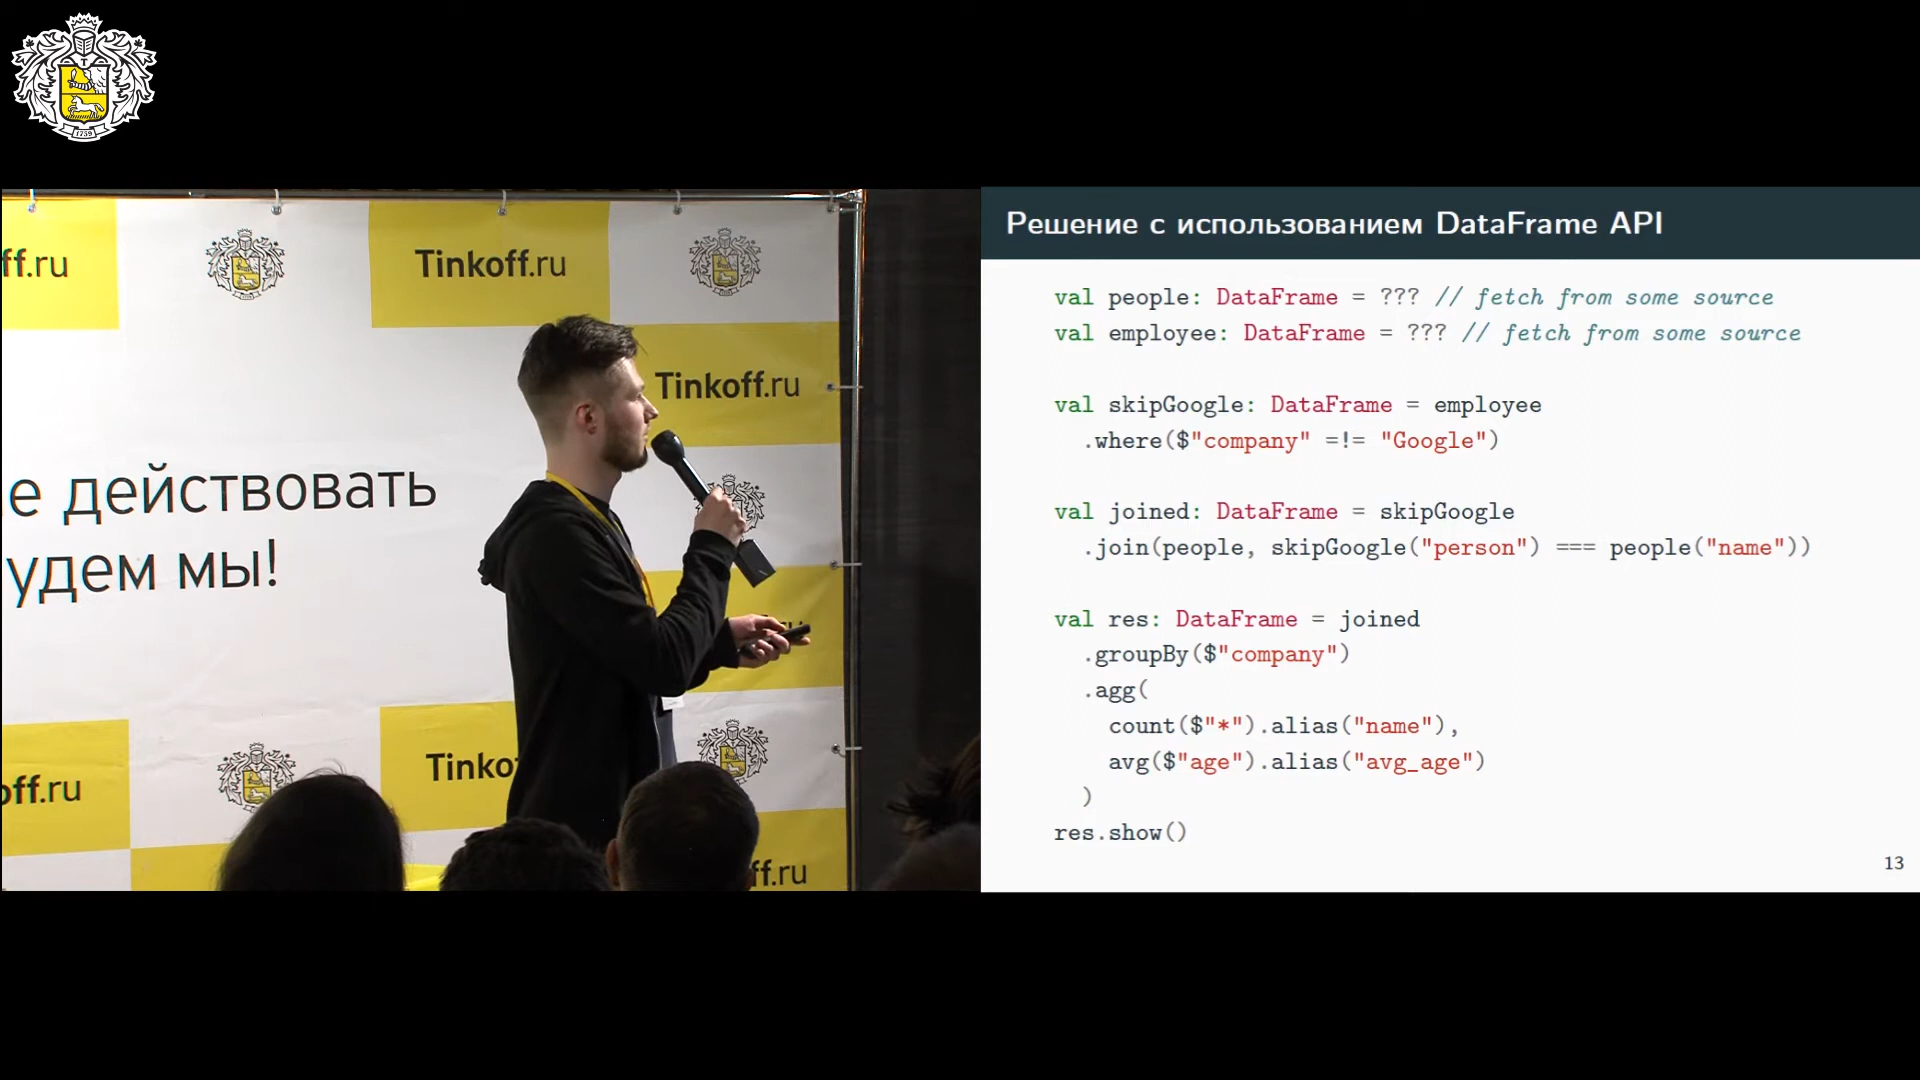 1759
ff.ru
Tinkoff.ru
Tinkoff.ru
е действовать
удем мы!
Tinko
off.ru
ff.ru
Решение с использованием DataFrame API
val people: DataFrame = ??? // fetch from some source
val employee: DataFrame = ??? // fetch from some source
val skipGoogle: DataFrame = employee
.where($"company" =!= "Google")
val joined: DataFrame = skipGoogle
.join(people, skipGoogle("person") === people("name"))
val res: DataFrame = joined
.groupBy($"company")
.agg(
count($"*").alias("name"),
avg($"age").alias("avg_age")
)
res.show()
13